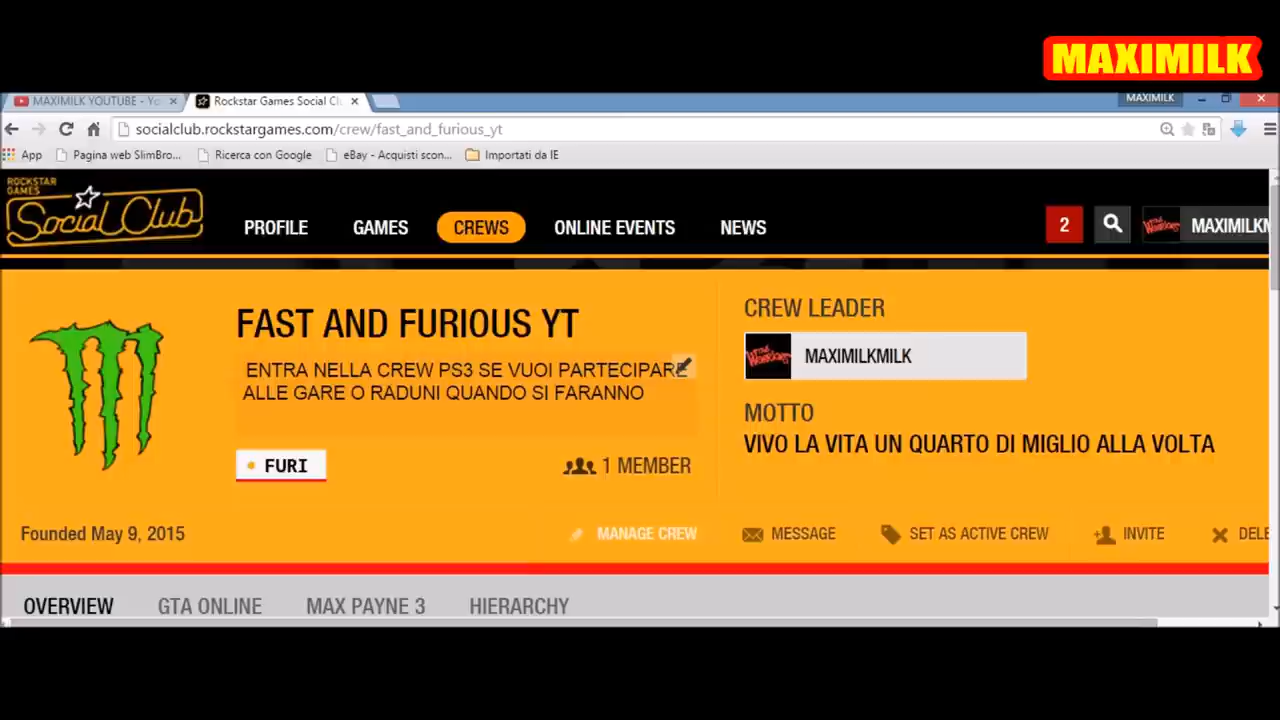 MAXIMILK
MAXIMILK YOUTUBE - Yo
Rockstar Games Social Cl
MAXIMILK
socialclub.rockstargames.com/crew/fast_and_furious_yt
App
Pagina web SlimBro...
Ricerca con Google
eBay - Acquisti scon...
Importati da IE
ROCKSTAR
GAMES
Social Club
PROFILE
GAMES
CREWS
ONLINE EVENTS
NEWS
2
MAXIMILKM
FAST AND FURIOUS YT
ENTRA NELLA CREW PS3 SE VUOI PARTECIPARE
ALLE GARE O RADUNI QUANDO SI FARANNO
FURI
1 MEMBER
CREW LEADER
MAXIMILKMILK
MOTTO
VIVO LA VITA UN QUARTO DI MIGLIO ALLA VOLTA
Founded May 9, 2015
MANAGE CREW
MESSAGE
SET AS ACTIVE CREW
INVITE
DELE
OVERVIEW
GTA ONLINE
MAX PAYNE 3
HIERARCHY